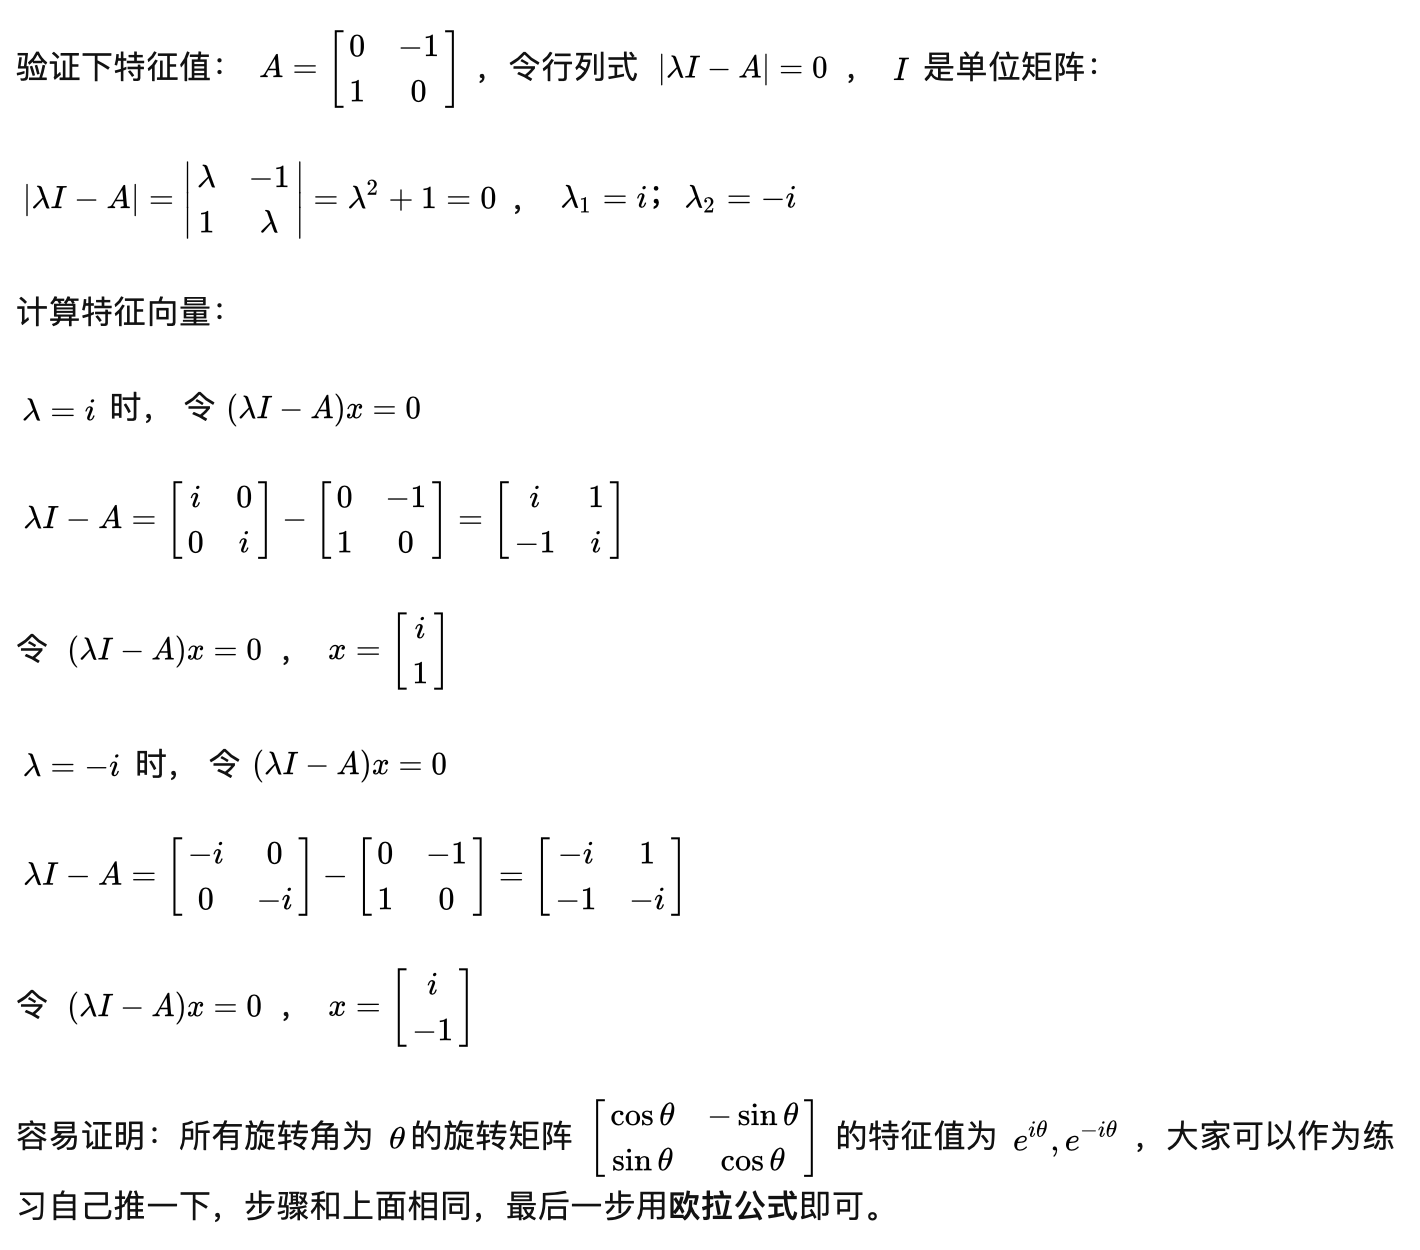 验证下特征值： $A = \begin{bmatrix} 0 & -1 \\ 1 & 0 \end{bmatrix}$ ，令行列式 $|\lambda I - A| = 0$ ， $I$ 是单位矩阵：
$|\lambda I - A| = \begin{vmatrix} \lambda & -1 \\ 1 & \lambda \end{vmatrix} = \lambda^2 + 1 = 0$ ， $\lambda_1 = i；\lambda_2 = -i$
计算特征向量：
$\lambda = i$ 时， 令 $(\lambda I - A)x = 0$
$\lambda I - A = \begin{bmatrix} i & 0 \\ 0 & i \end{bmatrix} - \begin{bmatrix} 0 & -1 \\ 1 & 0 \end{bmatrix} = \begin{bmatrix} i & 1 \\ -1 & i \end{bmatrix}$
令 $(\lambda I - A)x = 0$ ， $x = \begin{bmatrix} i \\ 1 \end{bmatrix}$
$\lambda = -i$ 时， 令 $(\lambda I - A)x = 0$
$\lambda I - A = \begin{bmatrix} -i & 0 \\ 0 & -i \end{bmatrix} - \begin{bmatrix} 0 & -1 \\ 1 & 0 \end{bmatrix} = \begin{bmatrix} -i & 1 \\ -1 & -i \end{bmatrix}$
令 $(\lambda I - A)x = 0$ ， $x = \begin{bmatrix} i \\ -1 \end{bmatrix}$
容易证明：所有旋转角为 $\theta$ 的旋转矩阵 $\begin{bmatrix} \cos\theta & -\sin\theta \\ \sin\theta & \cos\theta \end{bmatrix}$ 的特征值为 $e^{i\theta}, e^{-i\theta}$ ，大家可以作为练
习自己推一下，步骤和上面相同，最后一步用欧拉公式即可。